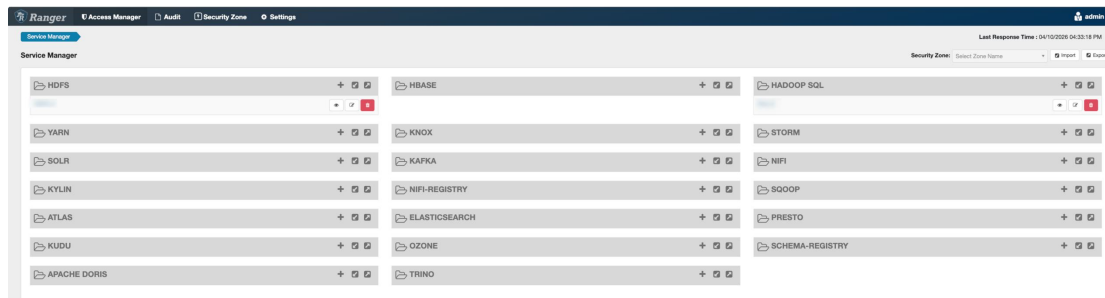 Ranger Access Manager Audit Security Zone Settings admin
Service Manager
Last Response Time : 04/10/2026 04:33:18 PM
Service Manager
Security Zone: Select Zone Name Import Expor
HDFS HBASE HADOOP SQL
YARN KNOX STORM
SOLR KAFKA NIFI
KYLIN NIFI-REGISTRY SQOOP
ATLAS ELASTICSEARCH PRESTO
KUDU OZONE SCHEMA-REGISTRY
APACHE DORIS TRINO